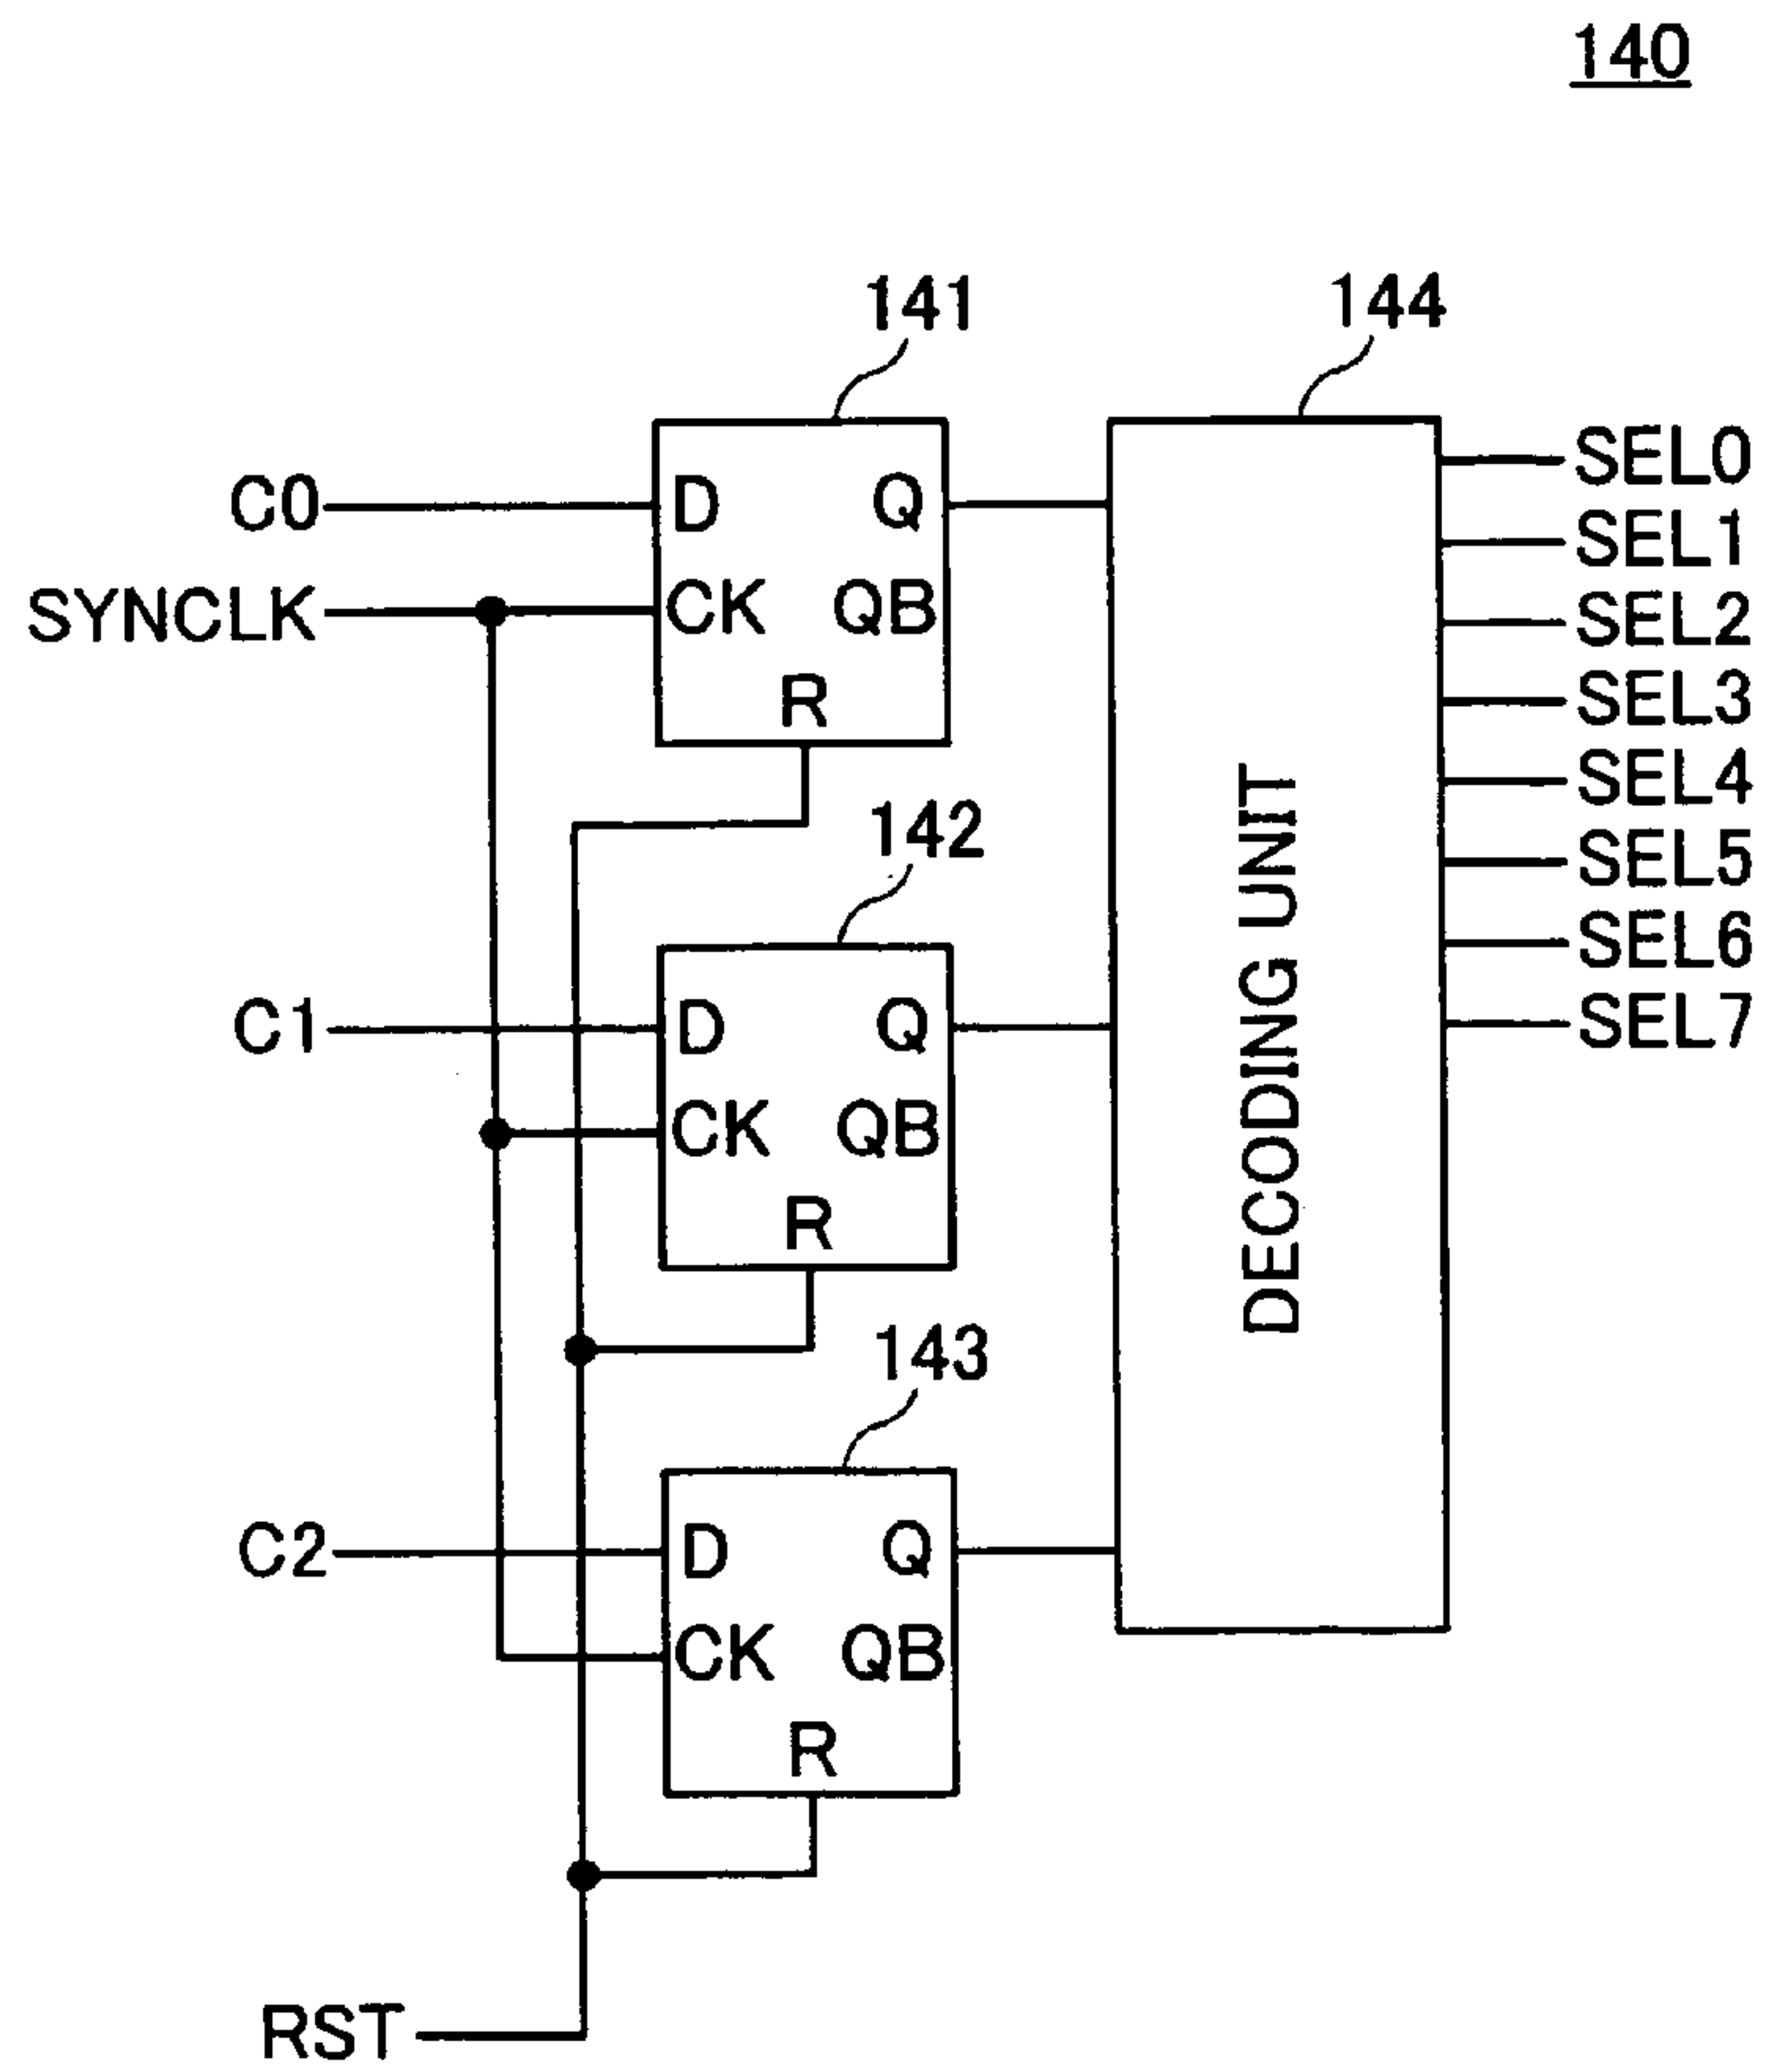 140
141
144
C0
D
Q
SYNCLK
CK
QB
R
SEL0
SEL1
SEL2
SEL3
SEL4
SEL5
SEL6
SEL7
142
C1
D
Q
CK
QB
R
DECODING UNIT
143
C2
D
Q
CK
QB
R
RST